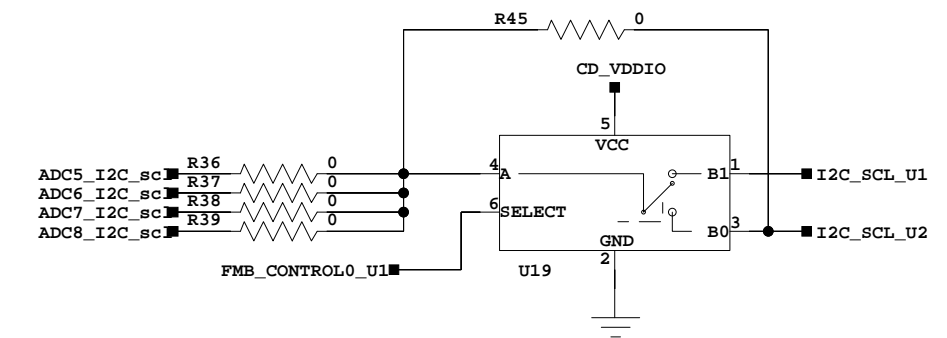 R45 0
CD_VDDIO
5
VCC
R36 0
ADC5_I2C_scl
4 A
B1 1
I2C_SCL_U1
R37 0
ADC6_I2C_scl
R38 0
ADC7_I2C_scl
6 SELECT
R39 0
ADC8_I2C_scl
B0 3
I2C_SCL_U2
GND
2
FMB_CONTROL0_U1
U19